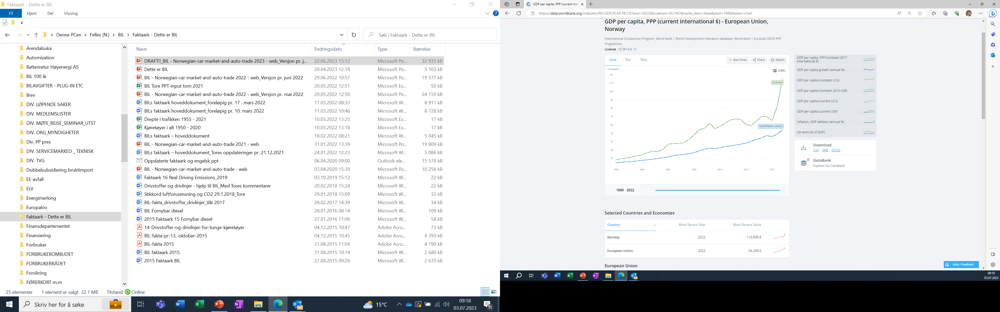 Faktaark - Dette er BIL
Fil Hjem Del Visning
Denne PCen Felles (N:) BIL Faktaark - Dette er BIL
Søk i Faktaark - Dette er BIL
Arendalsuka
Automization
Batteriretur Høyenergi AS
BIL 100 år
BILAVGIFTER - PLUG-IN ETC
Brev
DIV. LØPENDE SAKER
DIV. MEDLEMSLISTER
DIV. MØTE_REISE_SEMINAR_UTST
DIV. ORG_MYNDIGHETER
Div. PP pres
DIV. SERVICEMARKED _ TEKNISK
DIV. TVG
Dobbelsubsidiering bruktimport
EE-avfall
ELV
Energimerking
Europalov
Faktaark - Dette er BIL
Finansdepartementet
Finansiering
Forbruker
FORBRUKEROMBUDET
FORBRUKERRÅDET
Forsikring
FØRERKORT m.m
Navn Endringsdato Type Størrelse
DRAFT!!_BIL - Norwegian-car-market-and-auto-trade 2023 - web_Versjon pr. j... 22.06.2023 15:12 Microsoft Po... 32 935 kB
Dette er BIL 20.04.2023 12:18 Microsoft Po... 5 103 kB
BIL - Norwegian-car-market-and-auto-trade 2022 - web_Versjon pr. juni 2022 29.06.2022 10:57 Microsoft Po... 19 577 kB
BIL Tore PPT-input tom 2021 20.05.2022 12:51 Microsoft Ex... 50 kB
BIL - Norwegian-car-market-and-auto-trade 2022 - web_Versjon pr. mai 2022 20.05.2022 12:50 Microsoft Po... 24 159 kB
BILs faktaark hoveddokument_foreløpig pr. 17 . mars 2022 17.03.2022 08:33 Microsoft W... 8 911 kB
BILs faktaark hoveddokument_foreløpig pr. 10. mars 2022 11.03.2022 10:46 Microsoft W... 8 728 kB
Drepte i trafikken 1955 - 2021 10.03.2022 13:25 Microsoft Ex... 17 kB
Kjøretøyer i alt 1950 - 2020 10.03.2022 13:18 Microsoft Ex... 17 kB
BILs faktaark – hoveddokument 18.02.2022 08:21 Microsoft W... 5 045 kB
BIL - Norwegian-car-market-and-auto-trade 2021 - web 31.01.2022 13:39 Microsoft Po... 19 809 kB
BILs faktaark – hoveddokument_Tores oppdateringer pr. 21.12.2021 24.01.2022 12:23 Microsoft W... 5 086 kB
Oppdaterte faktaark og engelsk ppt 06.04.2020 09:00 Outlook-ele... 15 578 kB
BIL - Norwegian-car-market-and-auto-trade - web 03.04.2020 15:39 Microsoft Po... 10 256 kB
Faktaark 16 Real Driving Emissions_2019 03.10.2019 15:12 Microsoft W... 22 kB
Drivstoffer og drivlinjer - hjelp til BIL_Med Tores kommentarer 20.02.2018 15:24 Microsoft W... 22 kB
Stikkord luftforurensning og CO2 29.1.2018_Tore 29.01.2018 15:09 Microsoft W... 32 kB
BIL-fakta_drivstoffer_drivlinjer_Vår 2017 28.02.2017 14:39 Microsoft W... 34 kB
BIL Fornybar diesel 28.01.2016 08:14 Microsoft W... 109 kB
2015 Faktaark 15 Fornybar diesel 27.01.2016 11:06 Microsoft W... 58 kB
14-Drivstoffer-og-drivlinjer-for-tunge-kjøretøyer 04.12.2015 10:47 Adobe Acro... 73 kB
BIL-fakta-pr-13.-oktober-2015 04.12.2015 10:45 Adobe Acro... 4 393 kB
BIL-fakta 2015 31.08.2015 11:04 Adobe Acro... 4 790 kB
BIL faktaark 2015 31.08.2015 10:14 Microsoft W... 2 680 kB
2015 Faktaark BIL 27.08.2015 09:26 Microsoft W... 2 670 kB
25 elementer 1 element er valgt 32,1 MB Tilstand: Online
Skriv her for å søke
15°C
09:18
03.07.2023
11
GDP per capita, PPP (current inte
https://data.worldbank.org/indicator/NY.GDP.PCAP.PP.CD?end=2022&locations=EU-NO&name_desc=false&start=1990&view=chart
GDP per capita, PPP (current international $) - European Union,
Norway
International Comparison Program, World Bank | World Development Indicators database, World Bank | Eurostat-OECD PPP
Programme.
License : CC BY-4.0
Line Bar Map Also Show Share Details
Thousand
LABEL
120
110
100
90
80
70
60
50
40
30
20
NORWAY
EUROPEAN UNION
1990 1995 2000 2005 2010 2015 2020
1990 - 2022
GDP per capita, PPP (constant 2017
international $)
GDP per capita growth (annual %)
GDP per capita (constant LCU)
GDP per capita (constant 2015 US$)
GDP per capita (current LCU)
GDP per capita (current US$)
Inflation, GDP deflator (annual %)
Oil rents (% of GDP)
Download
CSV XML EXCEL
DataBank
Explore Our DataBank
Selected Countries and Economies
Country Most Recent Year Most Recent Value
Norway 2022 114,898.8
European Union 2022 54,248.6
European Union
Help / Feedback
09:18
03.07.2023